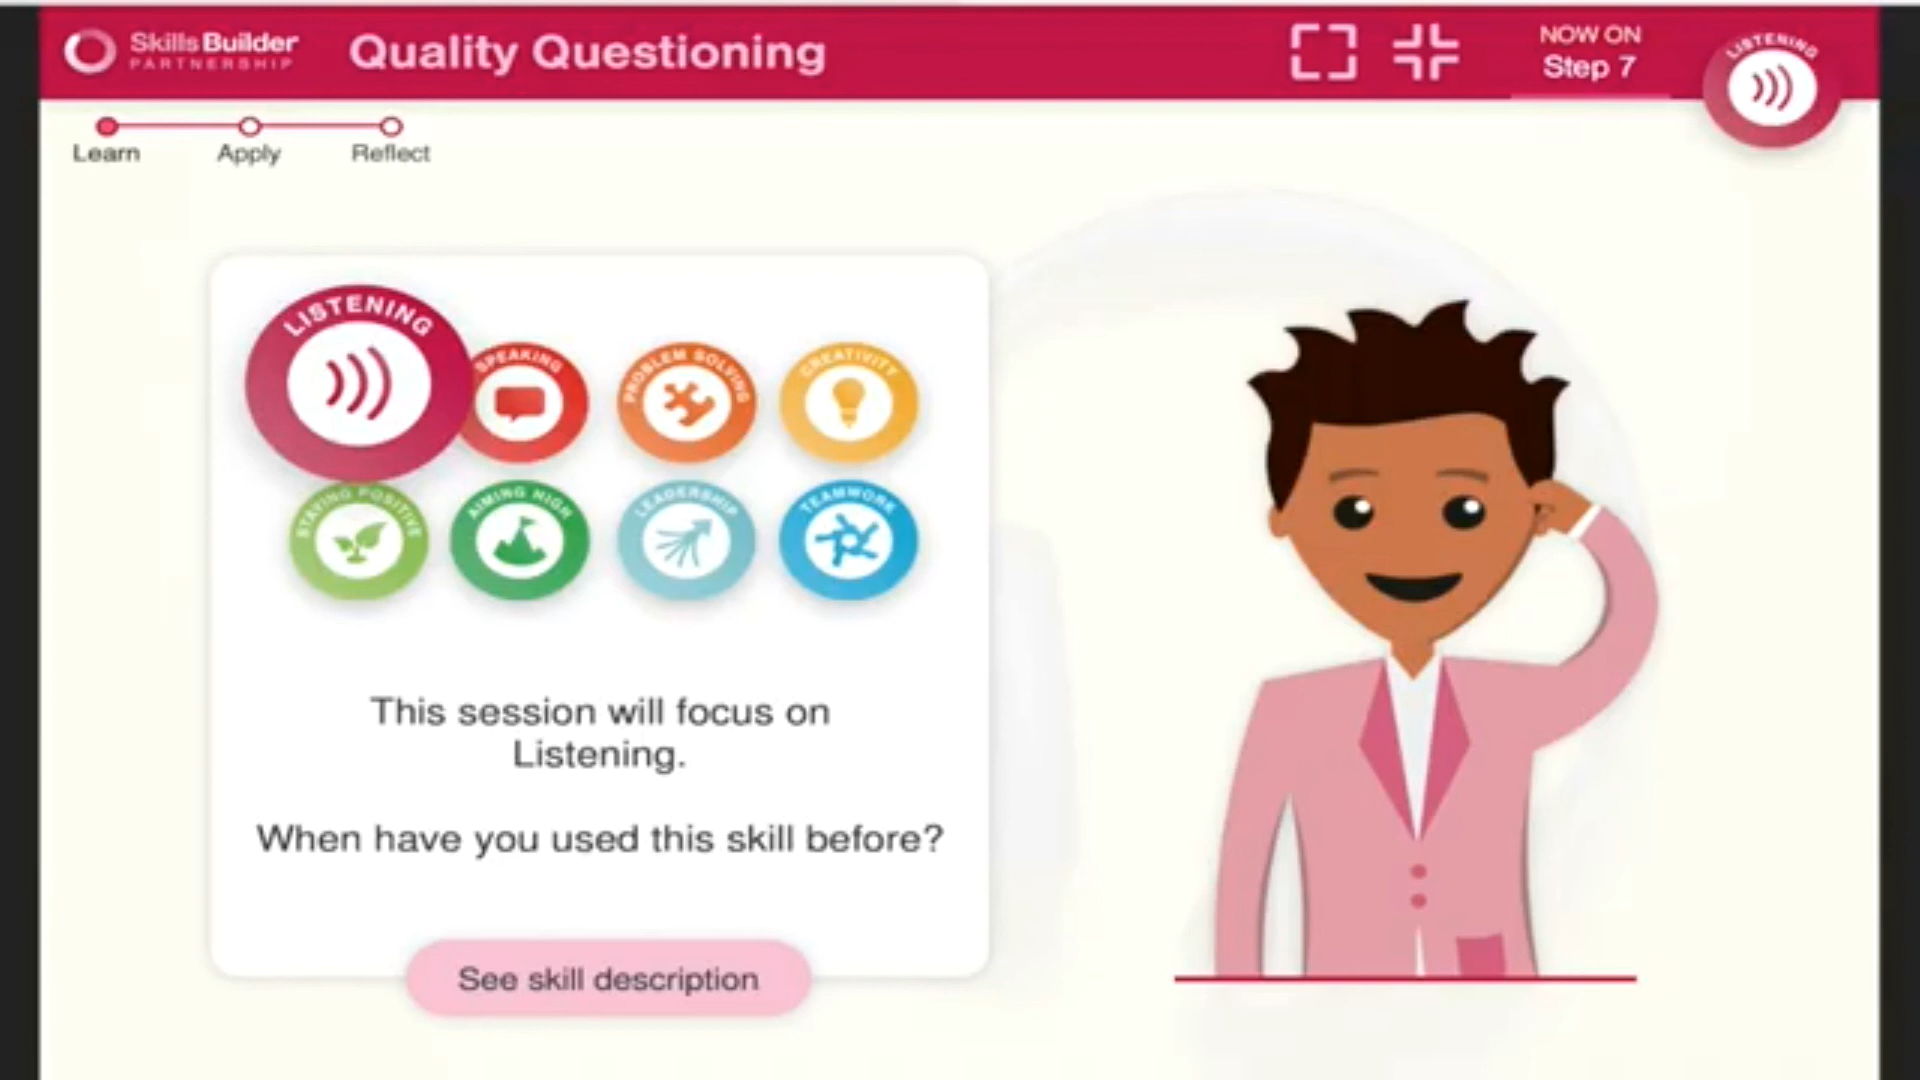 Skills Builder
PARTNERSHIP
Quality Questioning
NOW ON
Step 7
LISTENING
Learn
Apply
Reflect
LISTENING
SPEAKING
PROBLEM SOLVING
CREATIVITY
STAYING POSITIVE
AIMING HIGH
LEADERSHIP
TEAMWORK
This session will focus on
Listening.
When have you used this skill before?
See skill description